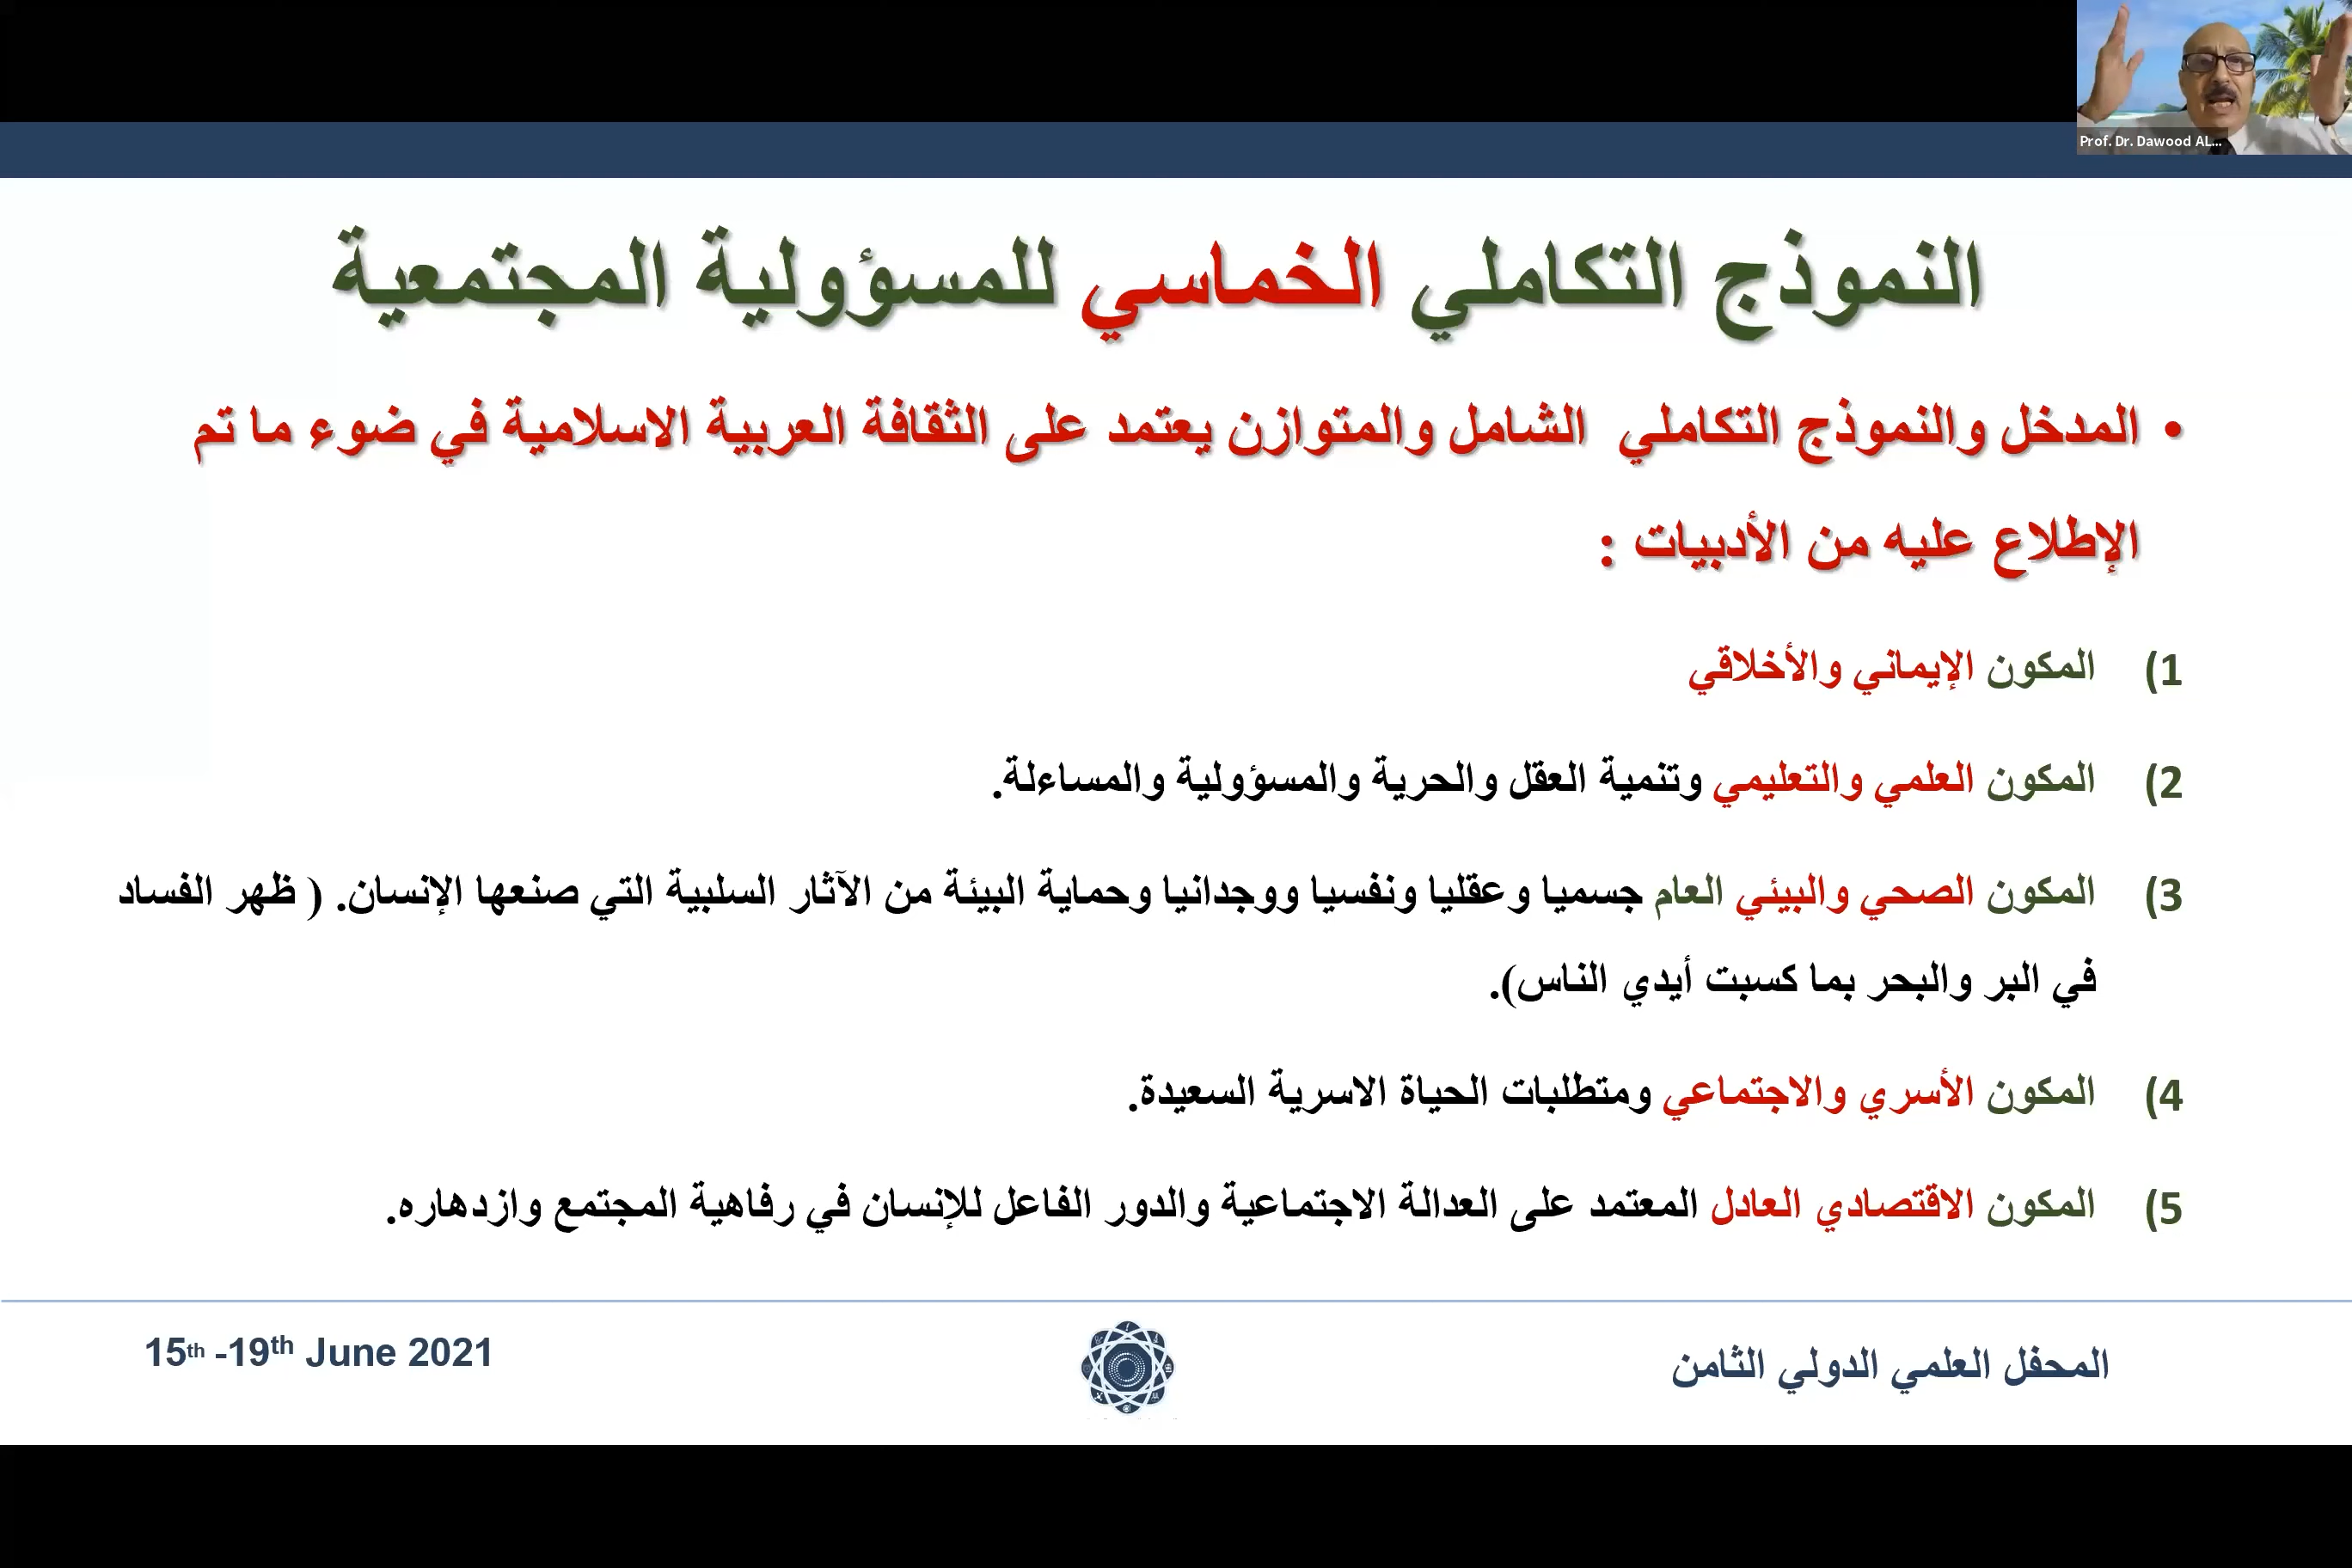 Prof. Dr. Dawood AL...
النموذج التكاملي الخماسي للمسؤولية المجتمعية
• المدخل والنموذج التكاملي الشامل والمتوازن يعتمد على الثقافة العربية الاسلامية في ضوء ما تم
الإطلاع عليه من الأدبيات :
1) المكون الإيماني والأخلاقي
2) المكون العلمي والتعليمي وتنمية العقل والحرية والمسؤولية والمساءلة.
3) المكون الصحي والبيئي العام جسميا وعقليا ونفسيا ووجدانيا وحماية البيئة من الآثار السلبية التي صنعها الإنسان. ( ظهر الفساد
في البر والبحر بما كسبت أيدي الناس).
4) المكون الأسري والاجتماعي ومتطلبات الحياة الاسرية السعيدة.
5) المكون الاقتصادي العادل المعتمد على العدالة الاجتماعية والدور الفاعل للإنسان في رفاهية المجتمع وازدهاره.
المحفل العلمي الدولي الثامن
15th -19th June 2021